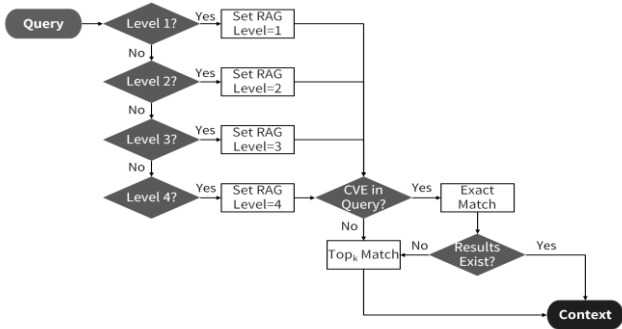 Query
Level 1?
Yes
Set RAG
Level=1
No
Level 2?
Yes
Set RAG
Level=2
No
Level 3?
Yes
Set RAG
Level=3
No
Level 4?
Yes
Set RAG
Level=4
CVE in
Query?
Yes
Exact
Match
No
Topₖ Match
No
Results
Exist?
Yes
Context